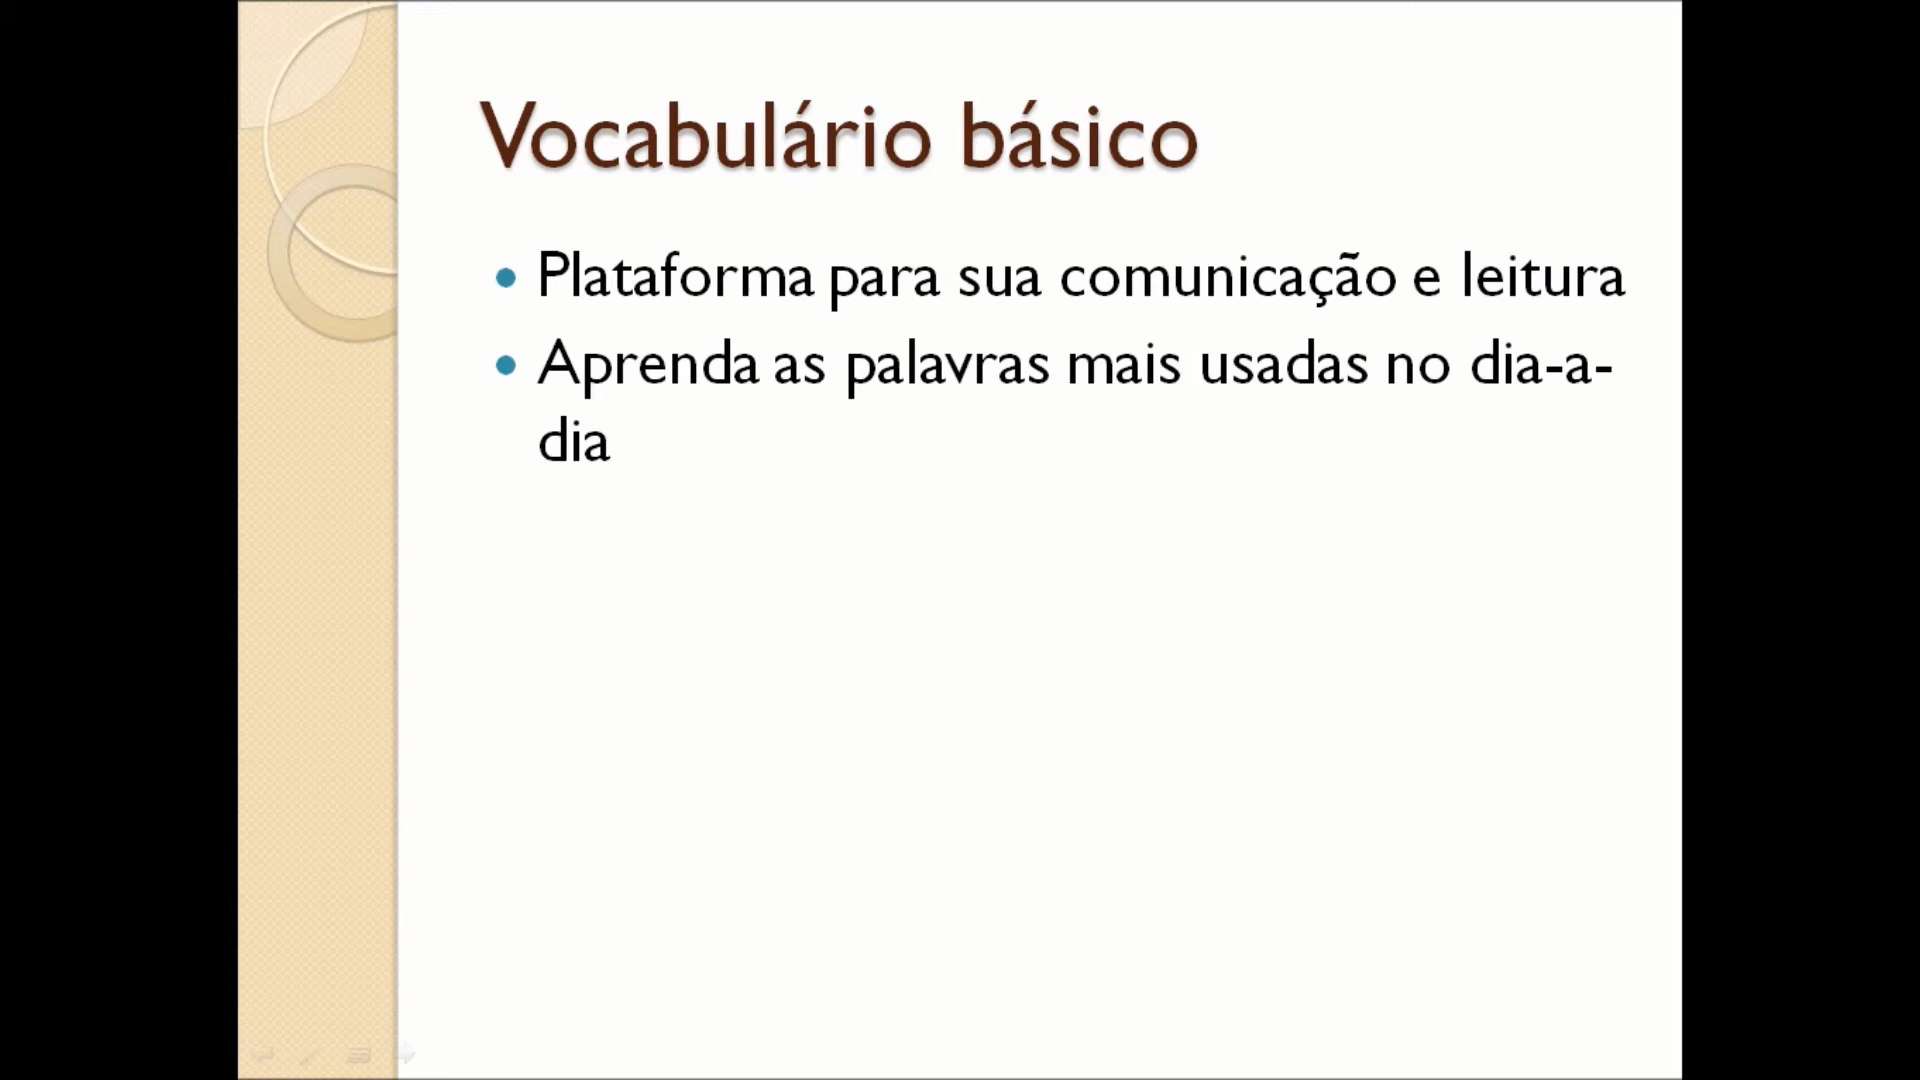 Vocabulário básico
Plataforma para sua comunicação e leitura
Aprenda as palavras mais usadas no dia-a-
dia